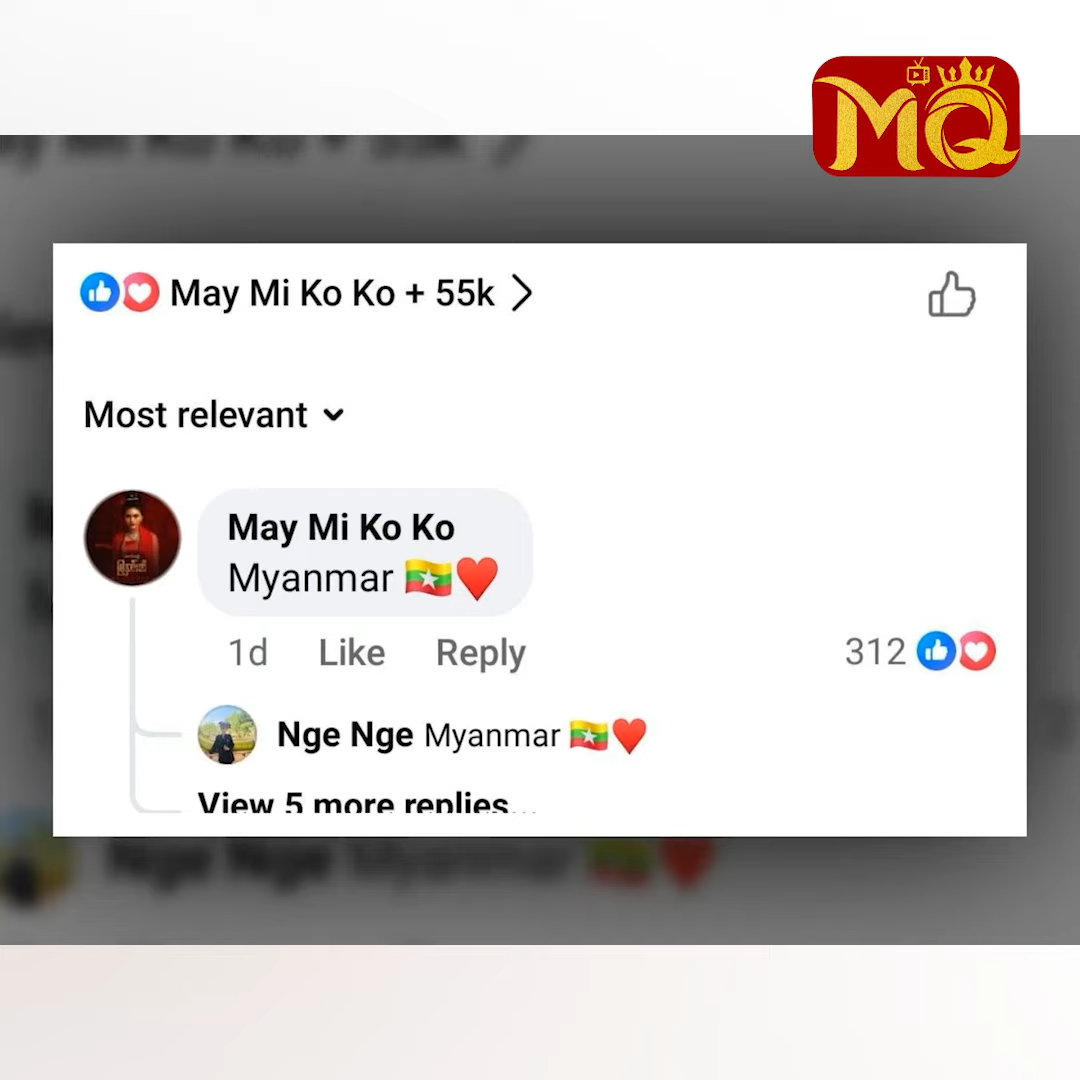 MQ
May Mi Ko Ko + 55k
Most relevant
May Mi Ko Ko
Myanmar 🇲🇲❤️
1d Like Reply 312
Nge Nge Myanmar 🇲🇲❤️
View 5 more replies...